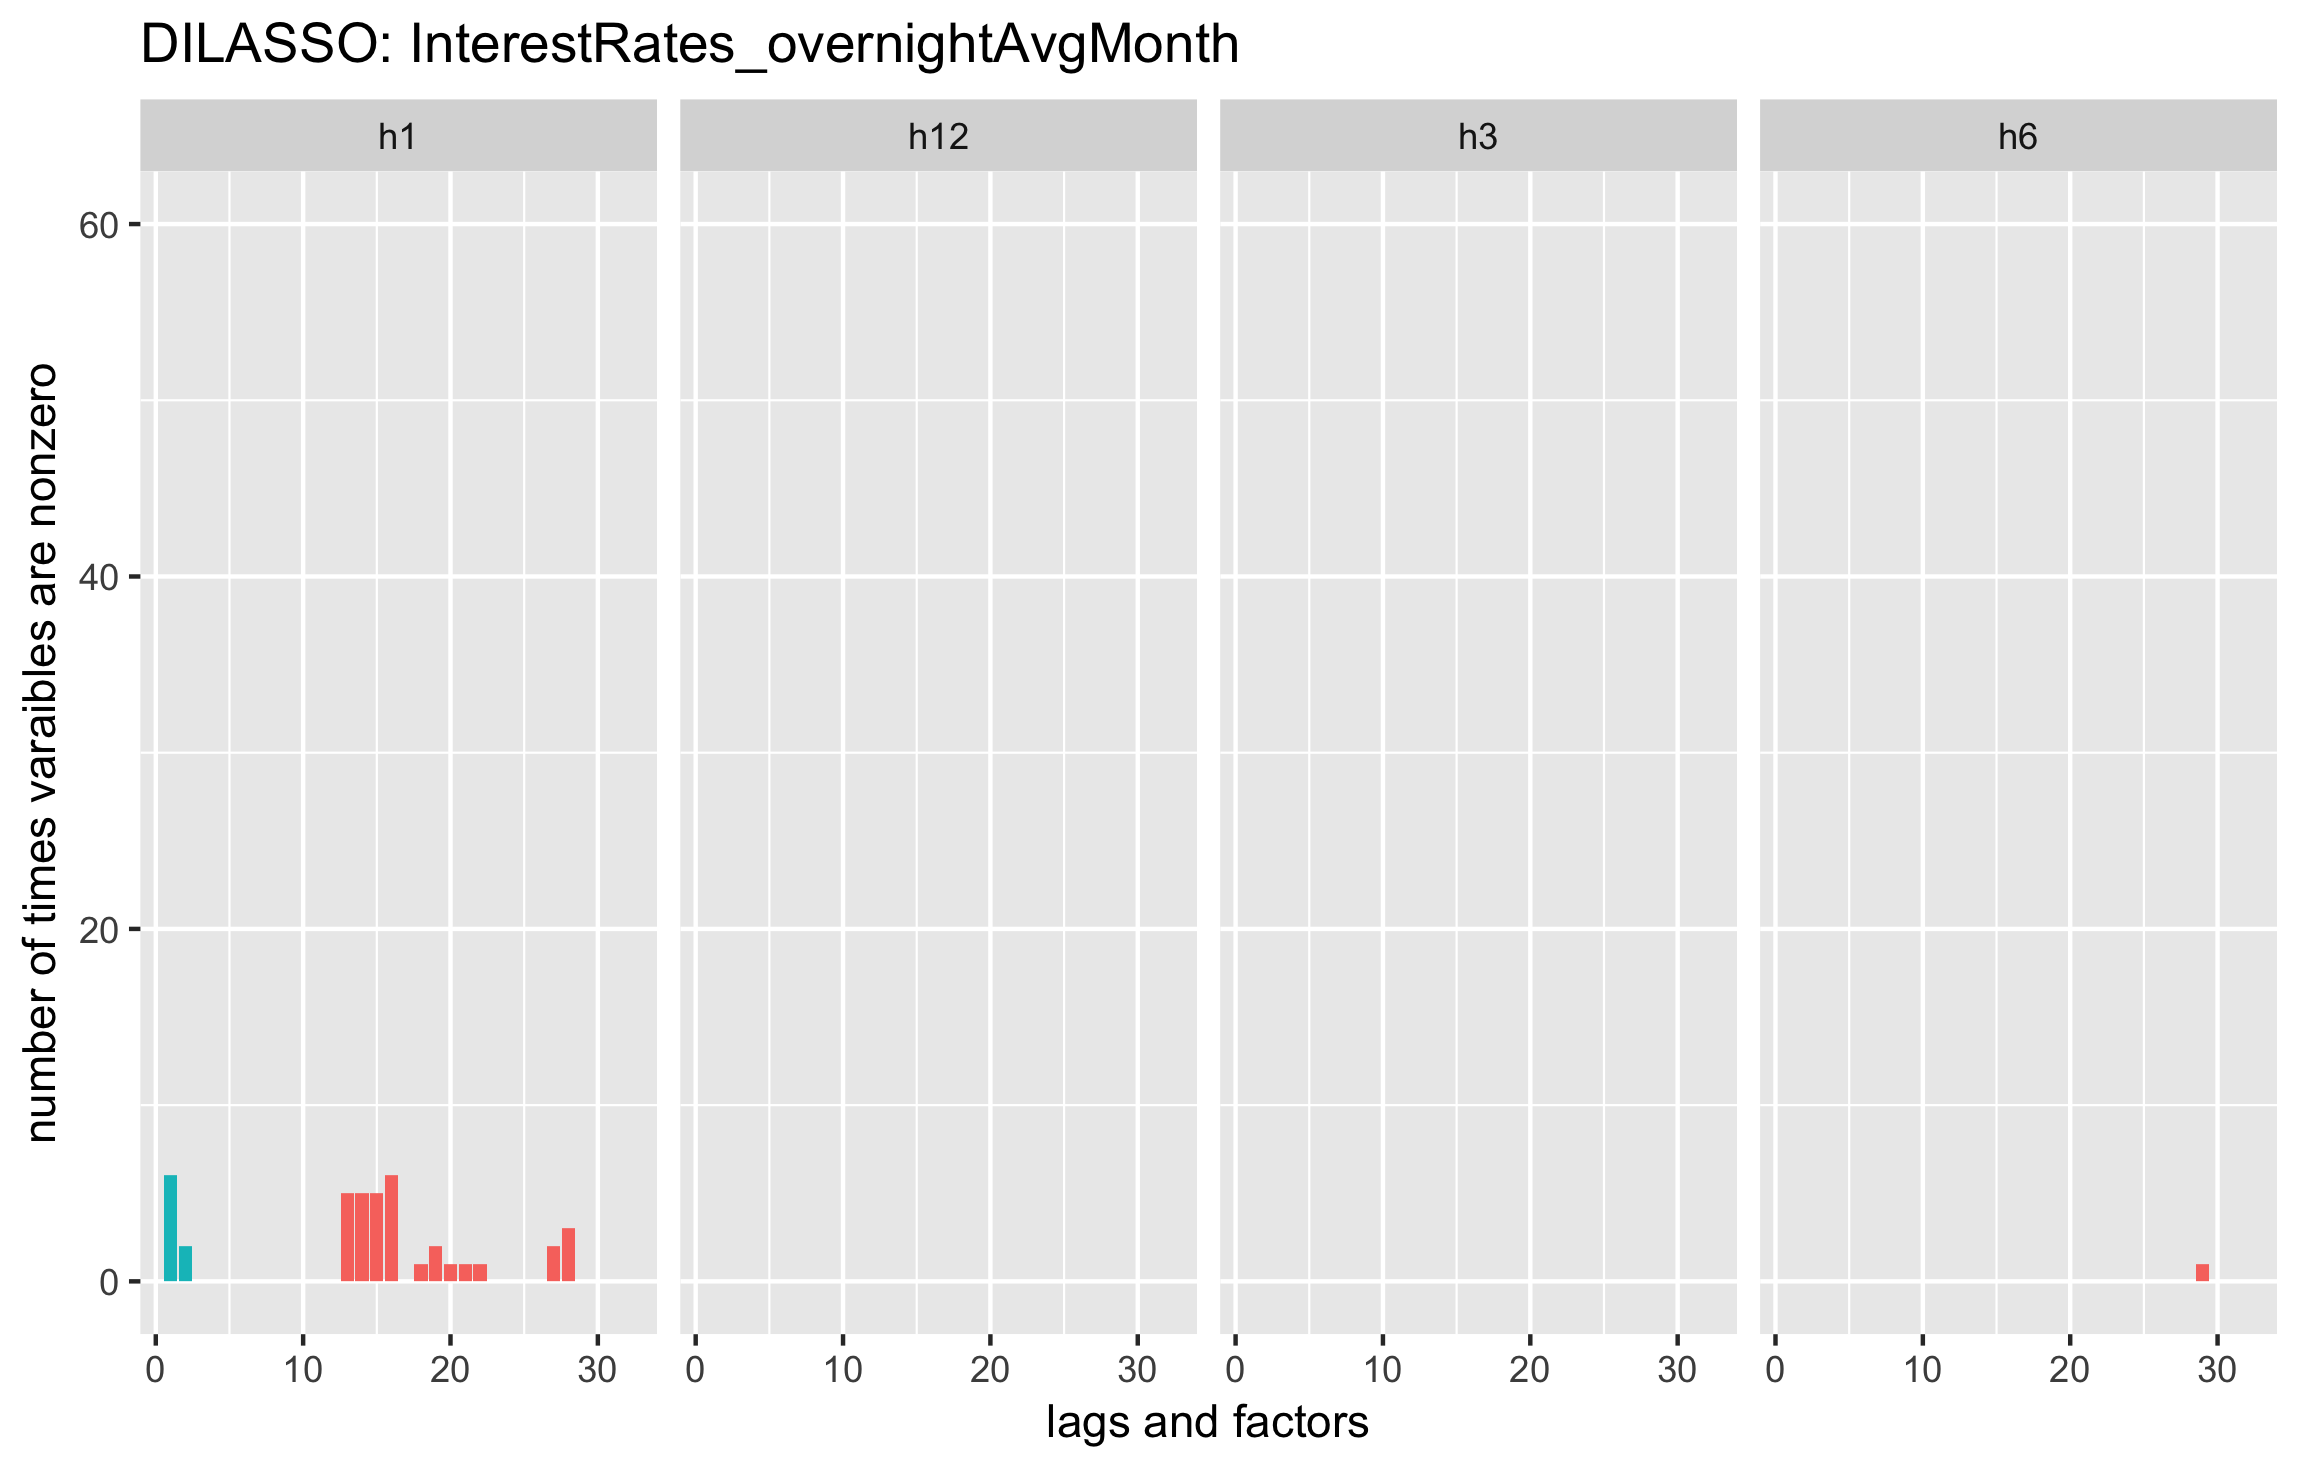 DILASSO: InterestRates_overnightAvgMonth
h1 h12 h3 h6
number of times varaibles are nonzero
60
40
20
0
0 10 20 30 0 10 20 30 0 10 20 30 0 10 20 30
lags and factors